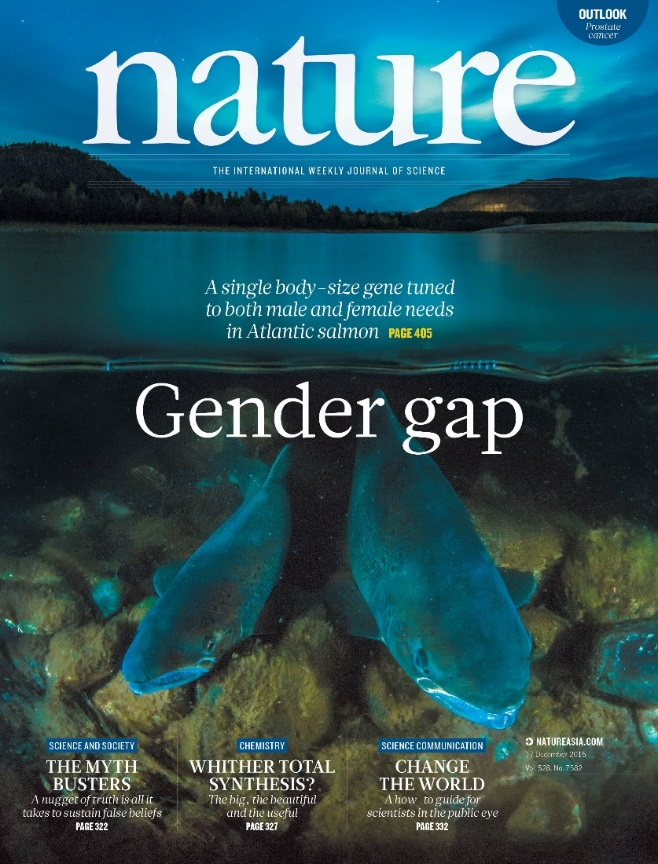 OUTLOOK
Prostate
cancer
nature
THE INTERNATIONAL WEEKLY JOURNAL OF SCIENCE
A single body-size gene tuned
to both male and female needs
in Atlantic salmon PAGE 405
Gender gap
SCIENCE AND SOCIETY
THE MYTH
BUSTERS
A nugget of truth is all it
takes to sustain false beliefs
PAGE 322
CHEMISTRY
WHITHER TOTAL
SYNTHESIS?
The big, the beautiful
and the useful
PAGE 327
SCIENCE COMMUNICATION
CHANGE
THE WORLD
A how to guide for
scientists in the public eye
PAGE 332
NATUREASIA.COM
17 December 2015
Vol. 528, No. 7582